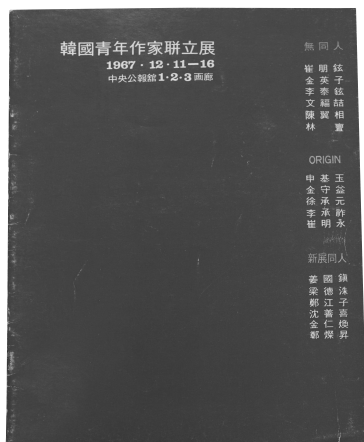 韓國青年作家聯立展
1967・12・11—16
中央公報館1・2・3画廊
無同人
崔明鉉
金英子
李泰鉉
文福喆
陳翼相
林亶
ORIGIN
申基玉
金守益
徐承元
李承祚
崔明永
新展同人
姜國鎭
梁德洙
鄭江子
沈善喜
金仁煥
鄭燦昇